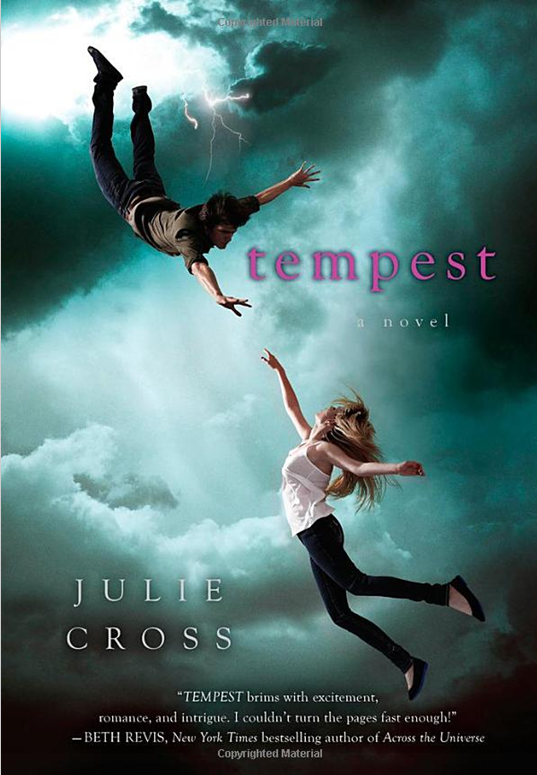 Copyrighted Material
tempest
a novel
JULIE
CROSS
“TEMPEST brims with excitement,
romance, and intrigue. I couldn’t turn the pages fast enough!”
—BETH REVIS, New York Times bestselling author of Across the Universe
Copyrighted Material